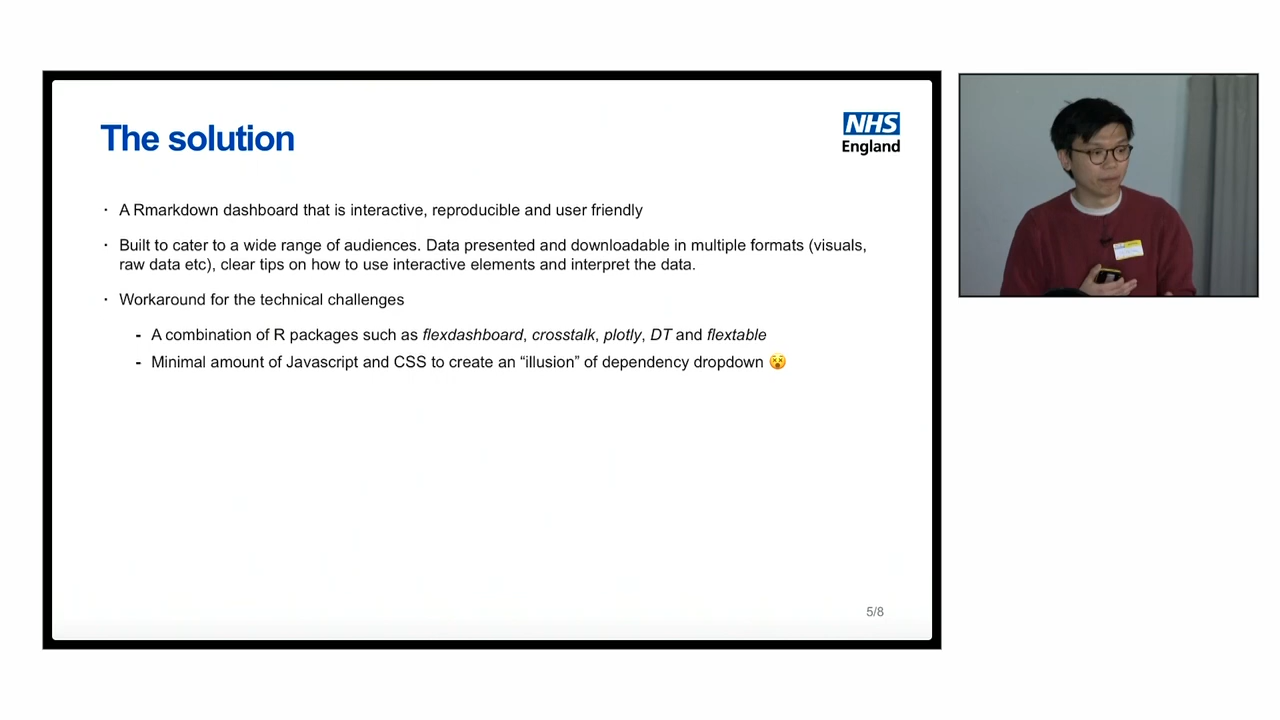 The solution
NHS
England
· A Rmarkdown dashboard that is interactive, reproducible and user friendly
· Built to cater to a wide range of audiences. Data presented and downloadable in multiple formats (visuals,
raw data etc), clear tips on how to use interactive elements and interpret the data.
· Workaround for the technical challenges
- A combination of R packages such as flexdashboard, crosstalk, plotly, DT and flextable
- Minimal amount of Javascript and CSS to create an “illusion” of dependency dropdown 😵
5/8